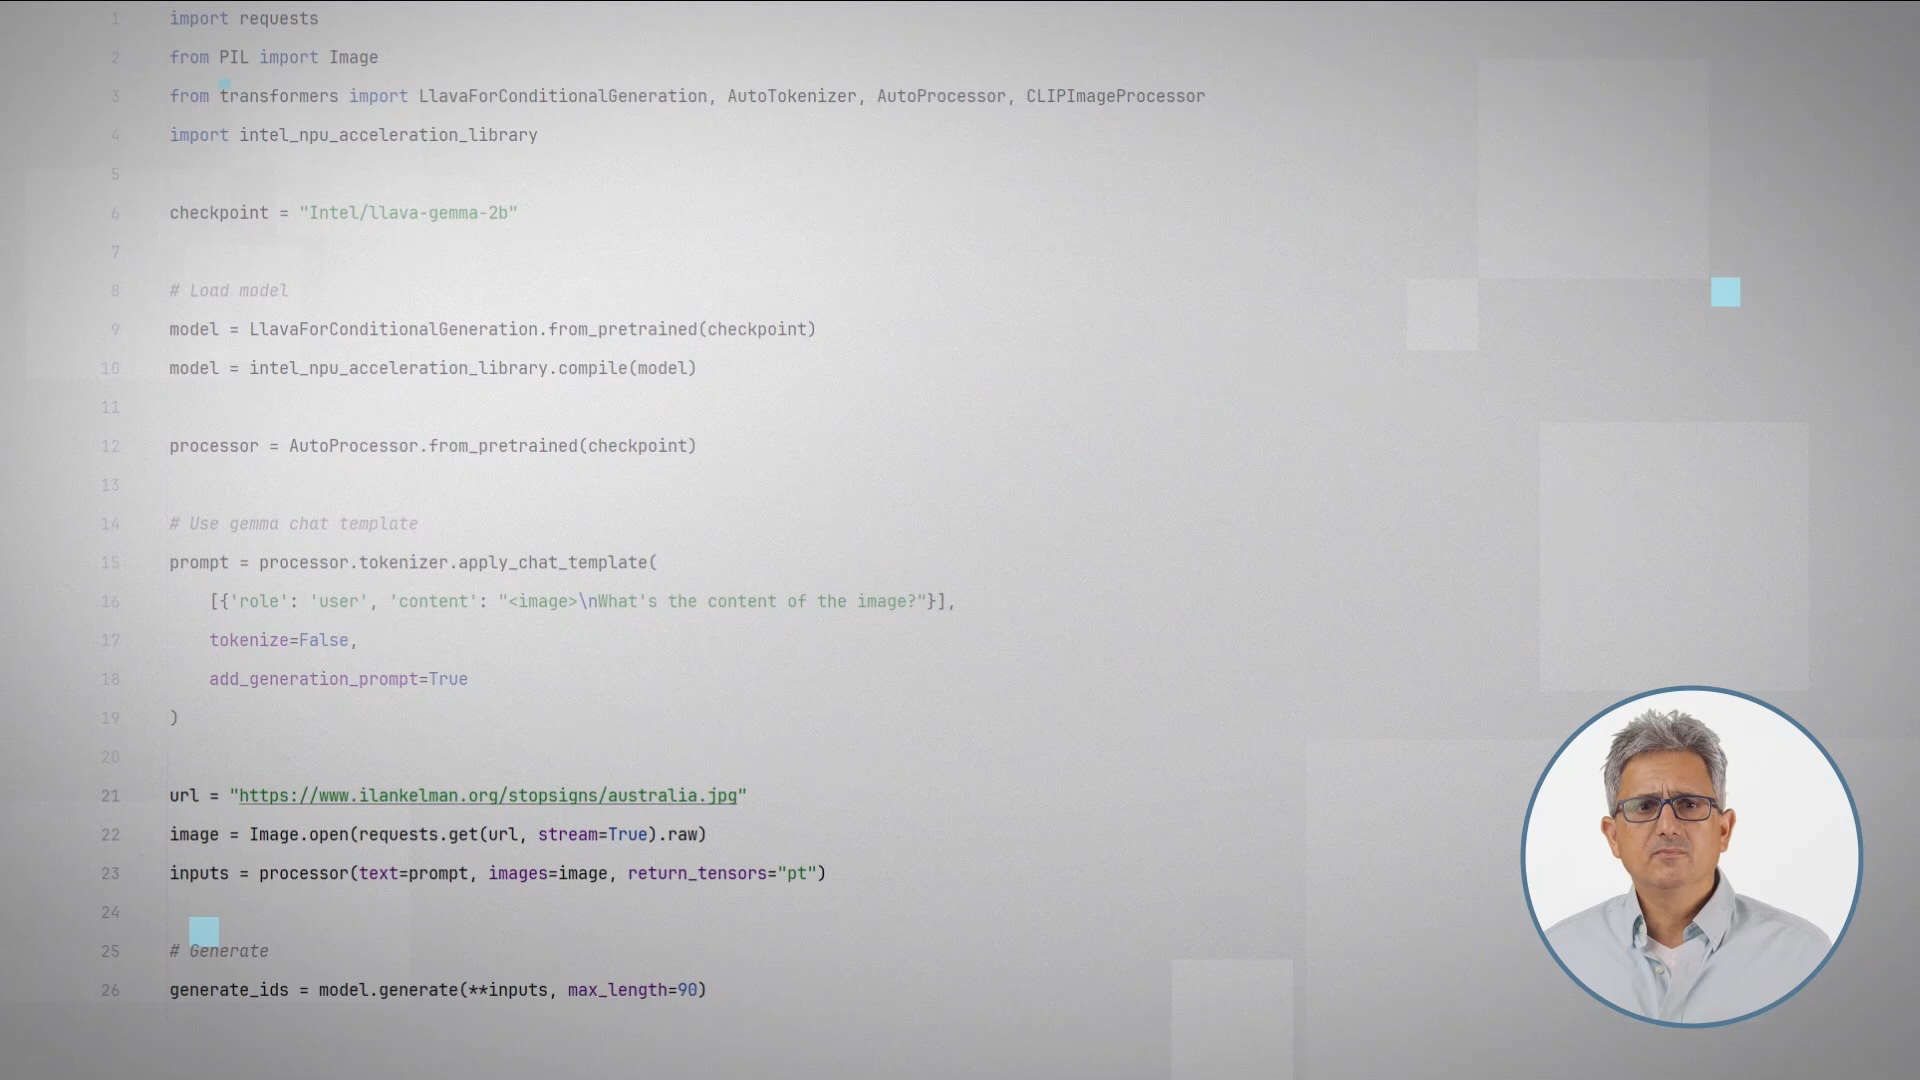 1 import requests
2 from PIL import Image
3 from transformers import LlavaForConditionalGeneration, AutoTokenizer, AutoProcessor, CLIPImageProcessor
4 import intel_npu_acceleration_library
5
6 checkpoint = "Intel/llava-gemma-2b"
7
8 # Load model
9 model = LlavaForConditionalGeneration.from_pretrained(checkpoint)
10 model = intel_npu_acceleration_library.compile(model)
11
12 processor = AutoProcessor.from_pretrained(checkpoint)
13
14 # Use gemma chat template
15 prompt = processor.tokenizer.apply_chat_template(
16     [{'role': 'user', 'content': "<image>\nWhat's the content of the image?"}],
17     tokenize=False,
18     add_generation_prompt=True
19 )
20
21 url = "https://www.ilankelman.org/stopsigns/australia.jpg"
22 image = Image.open(requests.get(url, stream=True).raw)
23 inputs = processor(text=prompt, images=image, return_tensors="pt")
24
25 # Generate
26 generate_ids = model.generate(**inputs, max_length=90)